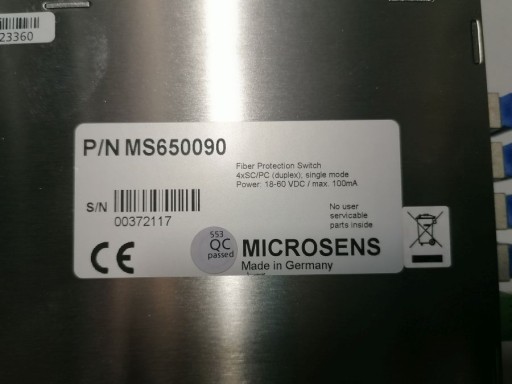 23360
P/N MS650090
Fiber Protection Switch
4xSC/PC (duplex), single mode
Power: 18-60 VDC / max. 100mA
S/N
00372117
No user
servicable
parts inside
553
QC
passed
MICROSENS
Made in Germany
CE